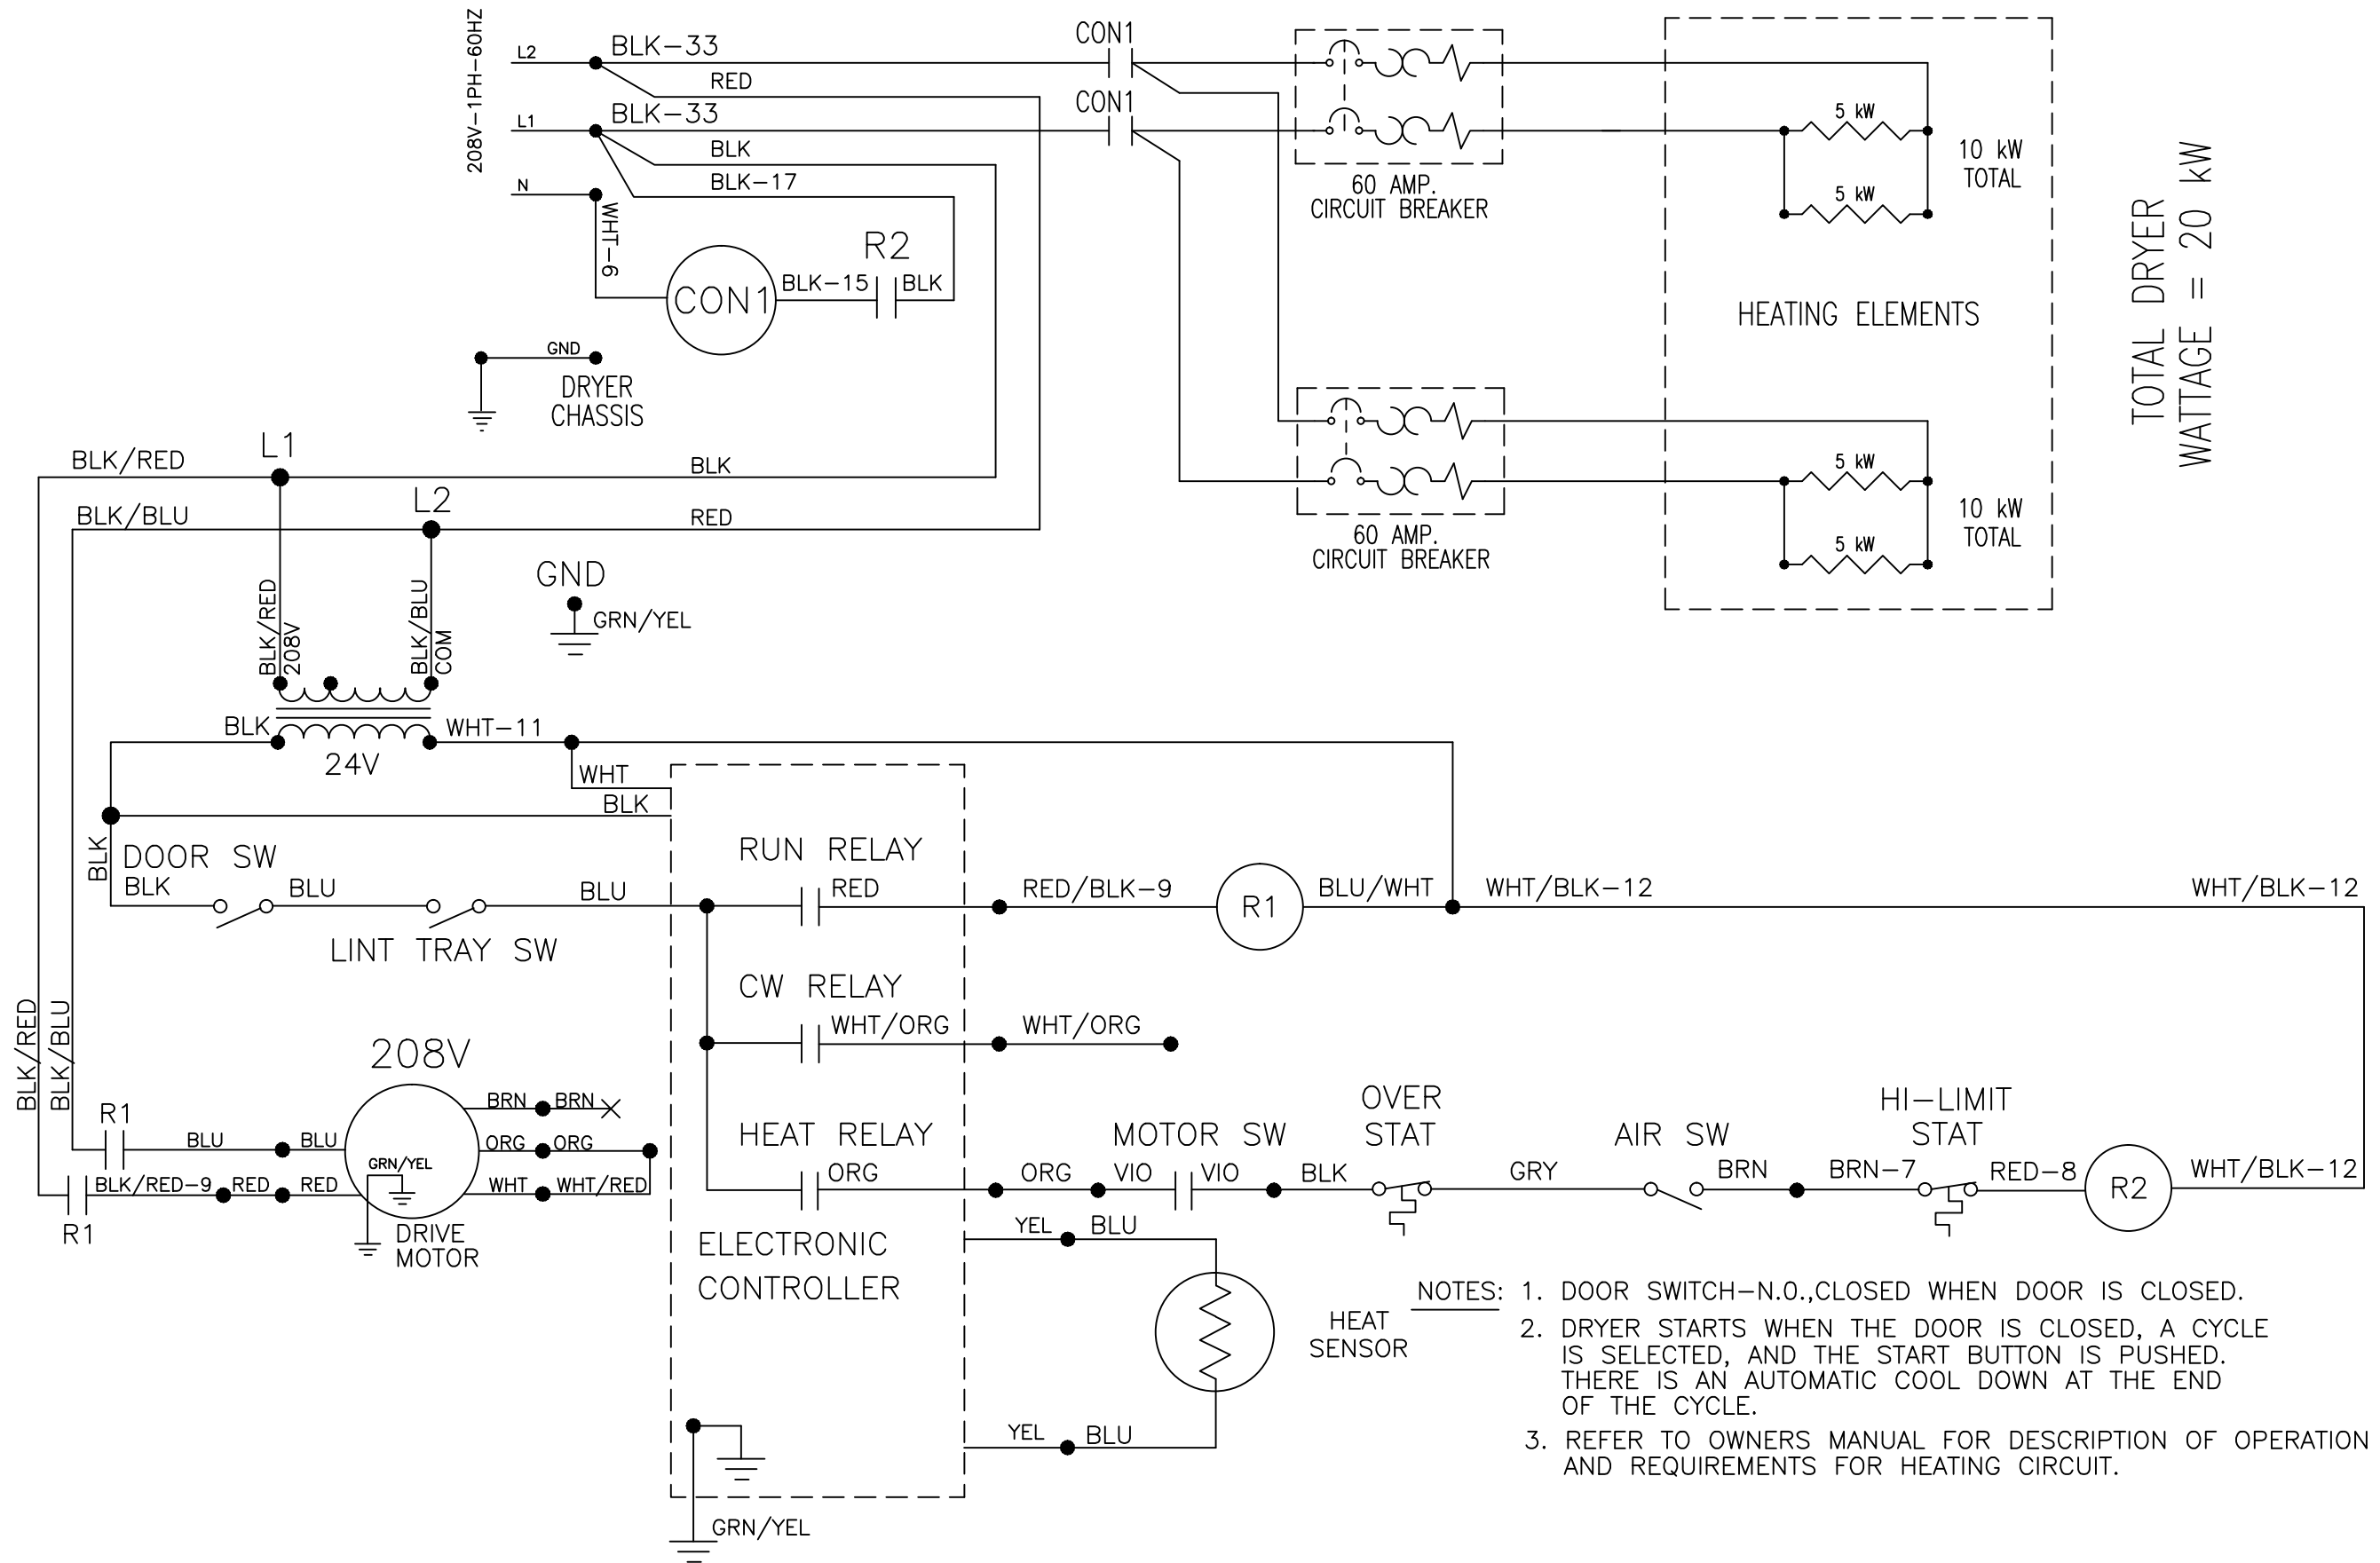 208V-1PH-60HZ
L2
BLK-33
RED
CON1
L1
BLK-33
BLK
BLK-17
CON1
N
WHT-6
CON1
BLK-15
R2
BLK
GND
DRYER
CHASSIS
60 AMP.
CIRCUIT BREAKER
5 kW
5 kW
10 kW
TOTAL
HEATING ELEMENTS
TOTAL DRYER
WATTAGE = 20 kW
60 AMP.
CIRCUIT BREAKER
5 kW
5 kW
10 kW
TOTAL
BLK/RED
L1
BLK
BLK/BLU
L2
RED
GND
GRN/YEL
BLK/RED
208V
BLK/BLU
COM
BLK
24V
WHT-11
WHT
BLK
BLK
DOOR SW
BLK
BLU
LINT TRAY SW
BLU
RUN RELAY
RED
RED/BLK-9
R1
BLU/WHT
WHT/BLK-12
WHT/BLK-12
CW RELAY
WHT/ORG
WHT/ORG
BLK/RED
BLK/BLU
208V
R1
BLU
BLU
BRN
BRN
ORG
ORG
GRN/YEL
BLK/RED-9
RED
RED
WHT
WHT/RED
R1
DRIVE
MOTOR
HEAT RELAY
ORG
ORG
MOTOR SW
VIO
VIO
BLK
OVER
STAT
GRY
AIR SW
BRN
BRN-7
HI-LIMIT
STAT
RED-8
R2
WHT/BLK-12
ELECTRONIC
CONTROLLER
YEL
BLU
HEAT
SENSOR
YEL
BLU
GRN/YEL
NOTES: 1. DOOR SWITCH-N.O.,CLOSED WHEN DOOR IS CLOSED.
2. DRYER STARTS WHEN THE DOOR IS CLOSED, A CYCLE
IS SELECTED, AND THE START BUTTON IS PUSHED.
THERE IS AN AUTOMATIC COOL DOWN AT THE END
OF THE CYCLE.
3. REFER TO OWNERS MANUAL FOR DESCRIPTION OF OPERATION
AND REQUIREMENTS FOR HEATING CIRCUIT.